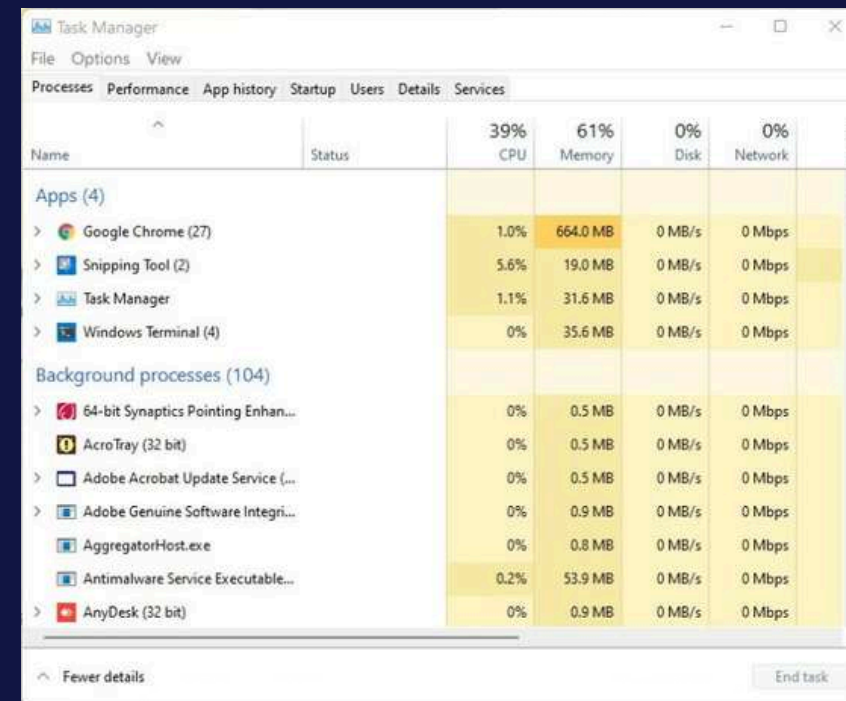 Task Manager
File Options View
Processes Performance App history Startup Users Details Services
39% 61% 0% 0%
Name Status CPU Memory Disk Network
Apps (4)
Google Chrome (27) 1.0% 664.0 MB 0 MB/s 0 Mbps
Snipping Tool (2) 5.6% 19.0 MB 0 MB/s 0 Mbps
Task Manager 1.1% 31.6 MB 0 MB/s 0 Mbps
Windows Terminal (4) 0% 35.6 MB 0 MB/s 0 Mbps
Background processes (104)
64-bit Synaptics Pointing Enhan... 0% 0.5 MB 0 MB/s 0 Mbps
AcroTray (32 bit) 0% 0.5 MB 0 MB/s 0 Mbps
Adobe Acrobat Update Service (... 0% 0.5 MB 0 MB/s 0 Mbps
Adobe Genuine Software Integri... 0% 0.9 MB 0 MB/s 0 Mbps
AggregatorHost.exe 0% 0.8 MB 0 MB/s 0 Mbps
Antimalware Service Executable... 0.2% 53.9 MB 0 MB/s 0 Mbps
AnyDesk (32 bit) 0% 0.9 MB 0 MB/s 0 Mbps
Fewer details End task